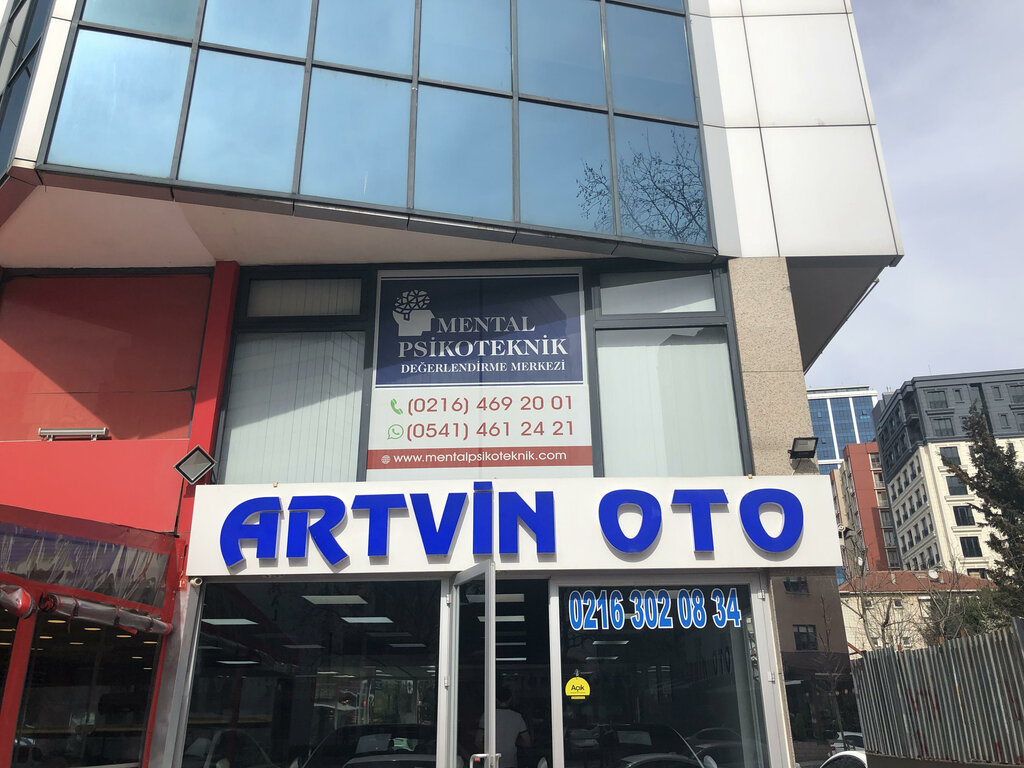 MENTAL
PSİKOTEKNİK
DEĞERLENDİRME MERKEZİ
(0216) 469 20 01
(0541) 461 24 21
www.mentalpsikoteknik.com
ARTVİN OTO
0216 302 08 34
Açık